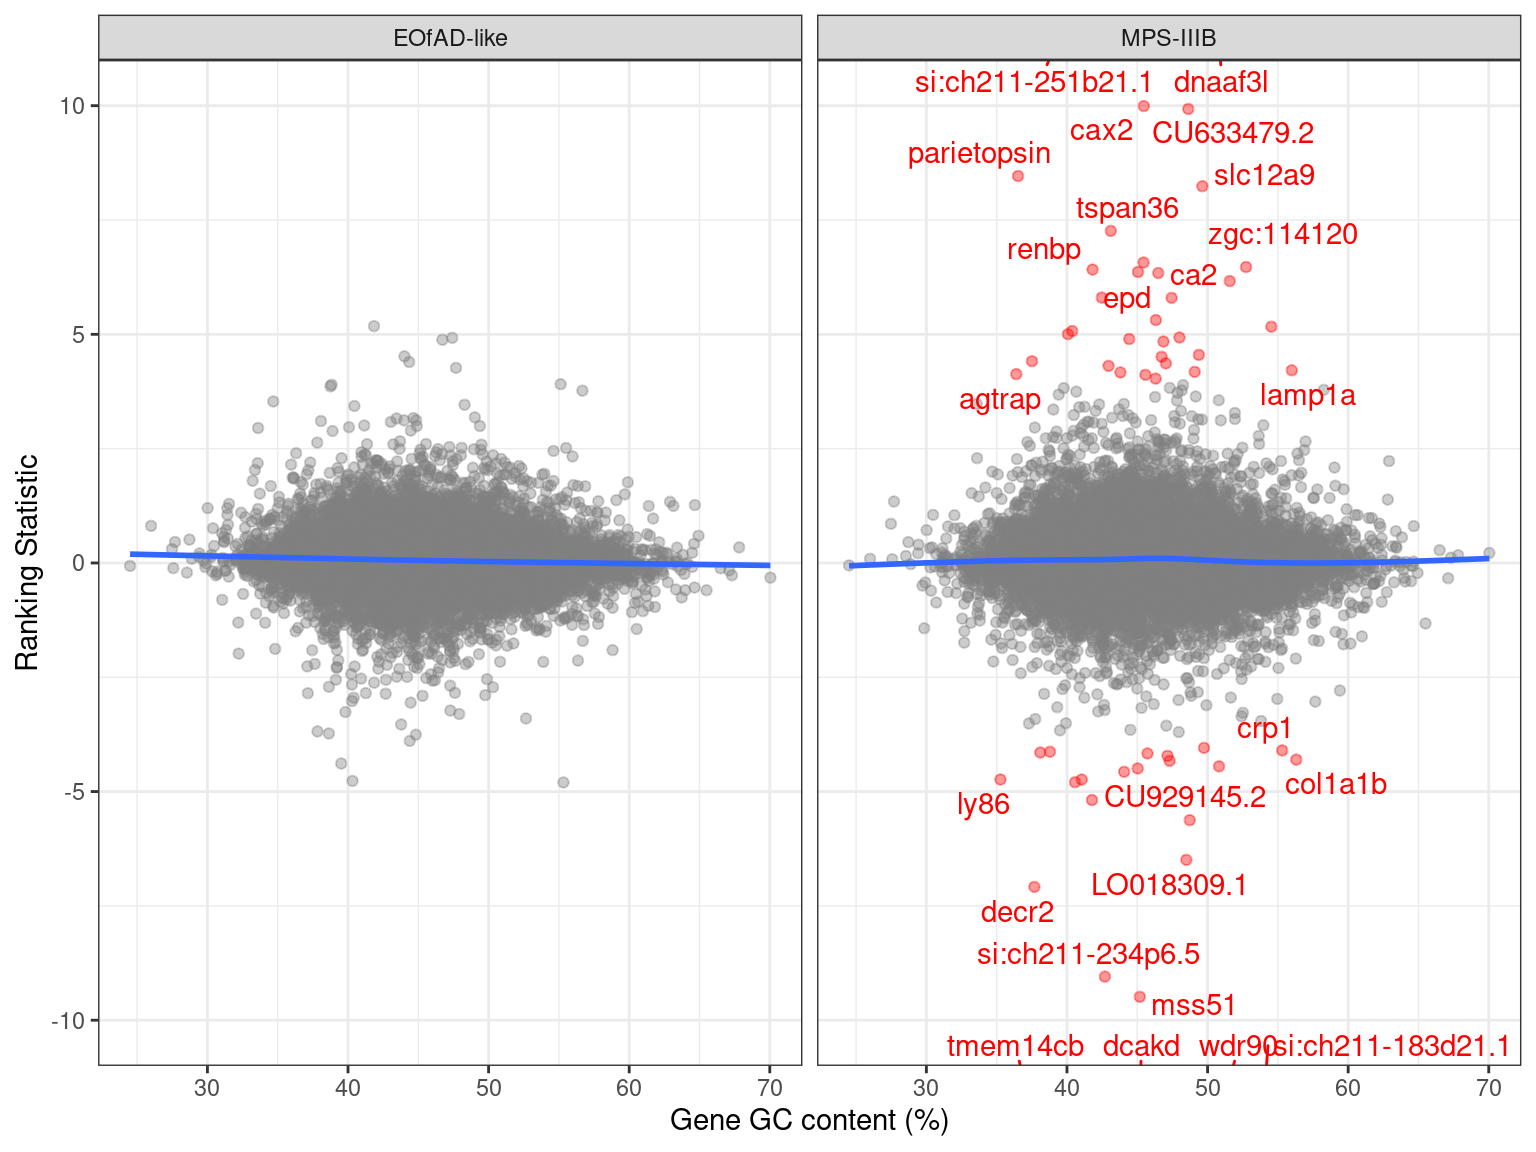 EOfAD-like
MPS-IIIB
Ranking Statistic
10
5
0
-5
-10
si:ch211-251b21.1
dnaaf3l
cax2
CU633479.2
parietopsin
slc12a9
tspan36
zgc:114120
renbp
ca2
epd
agtrap
lamp1a
crp1
col1a1b
ly86
CU929145.2
LO018309.1
decr2
si:ch211-234p6.5
mss51
tmem14cb
dcakd
wdr90
si:ch211-183d21.1
30
40
50
60
70
30
40
50
60
70
Gene GC content (%)